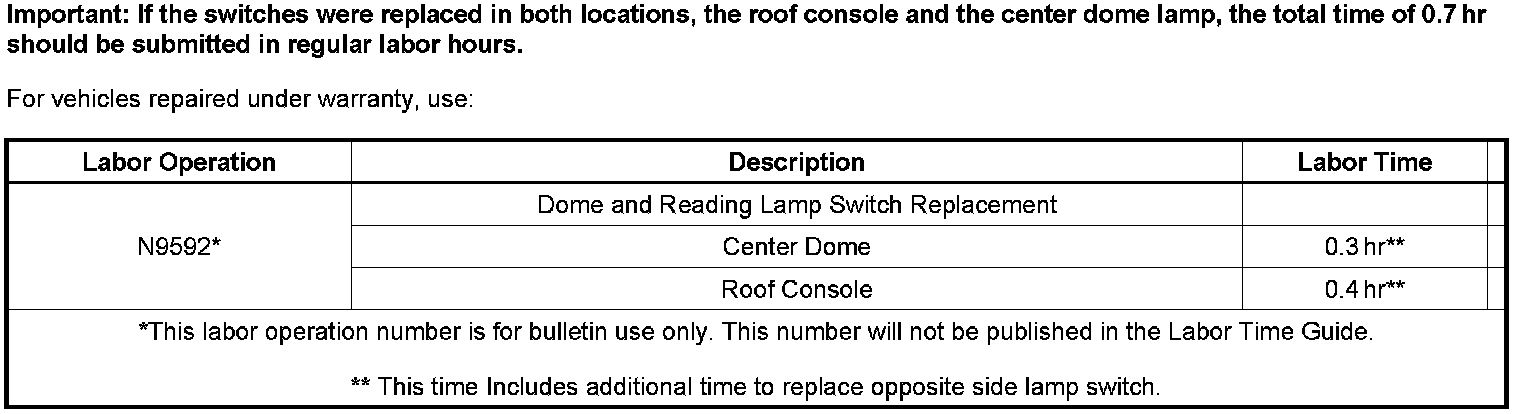 Important: If the switches were replaced in both locations, the roof console and the center dome lamp, the total time of 0.7 hr
should be submitted in regular labor hours.
For vehicles repaired under warranty, use:
Labor Operation Description Labor Time
Dome and Reading Lamp Switch Replacement
N9592* Center Dome 0.3 hr**
Roof Console 0.4 hr**
*This labor operation number is for bulletin use only. This number will not be published in the Labor Time Guide.
** This time Includes additional time to replace opposite side lamp switch.